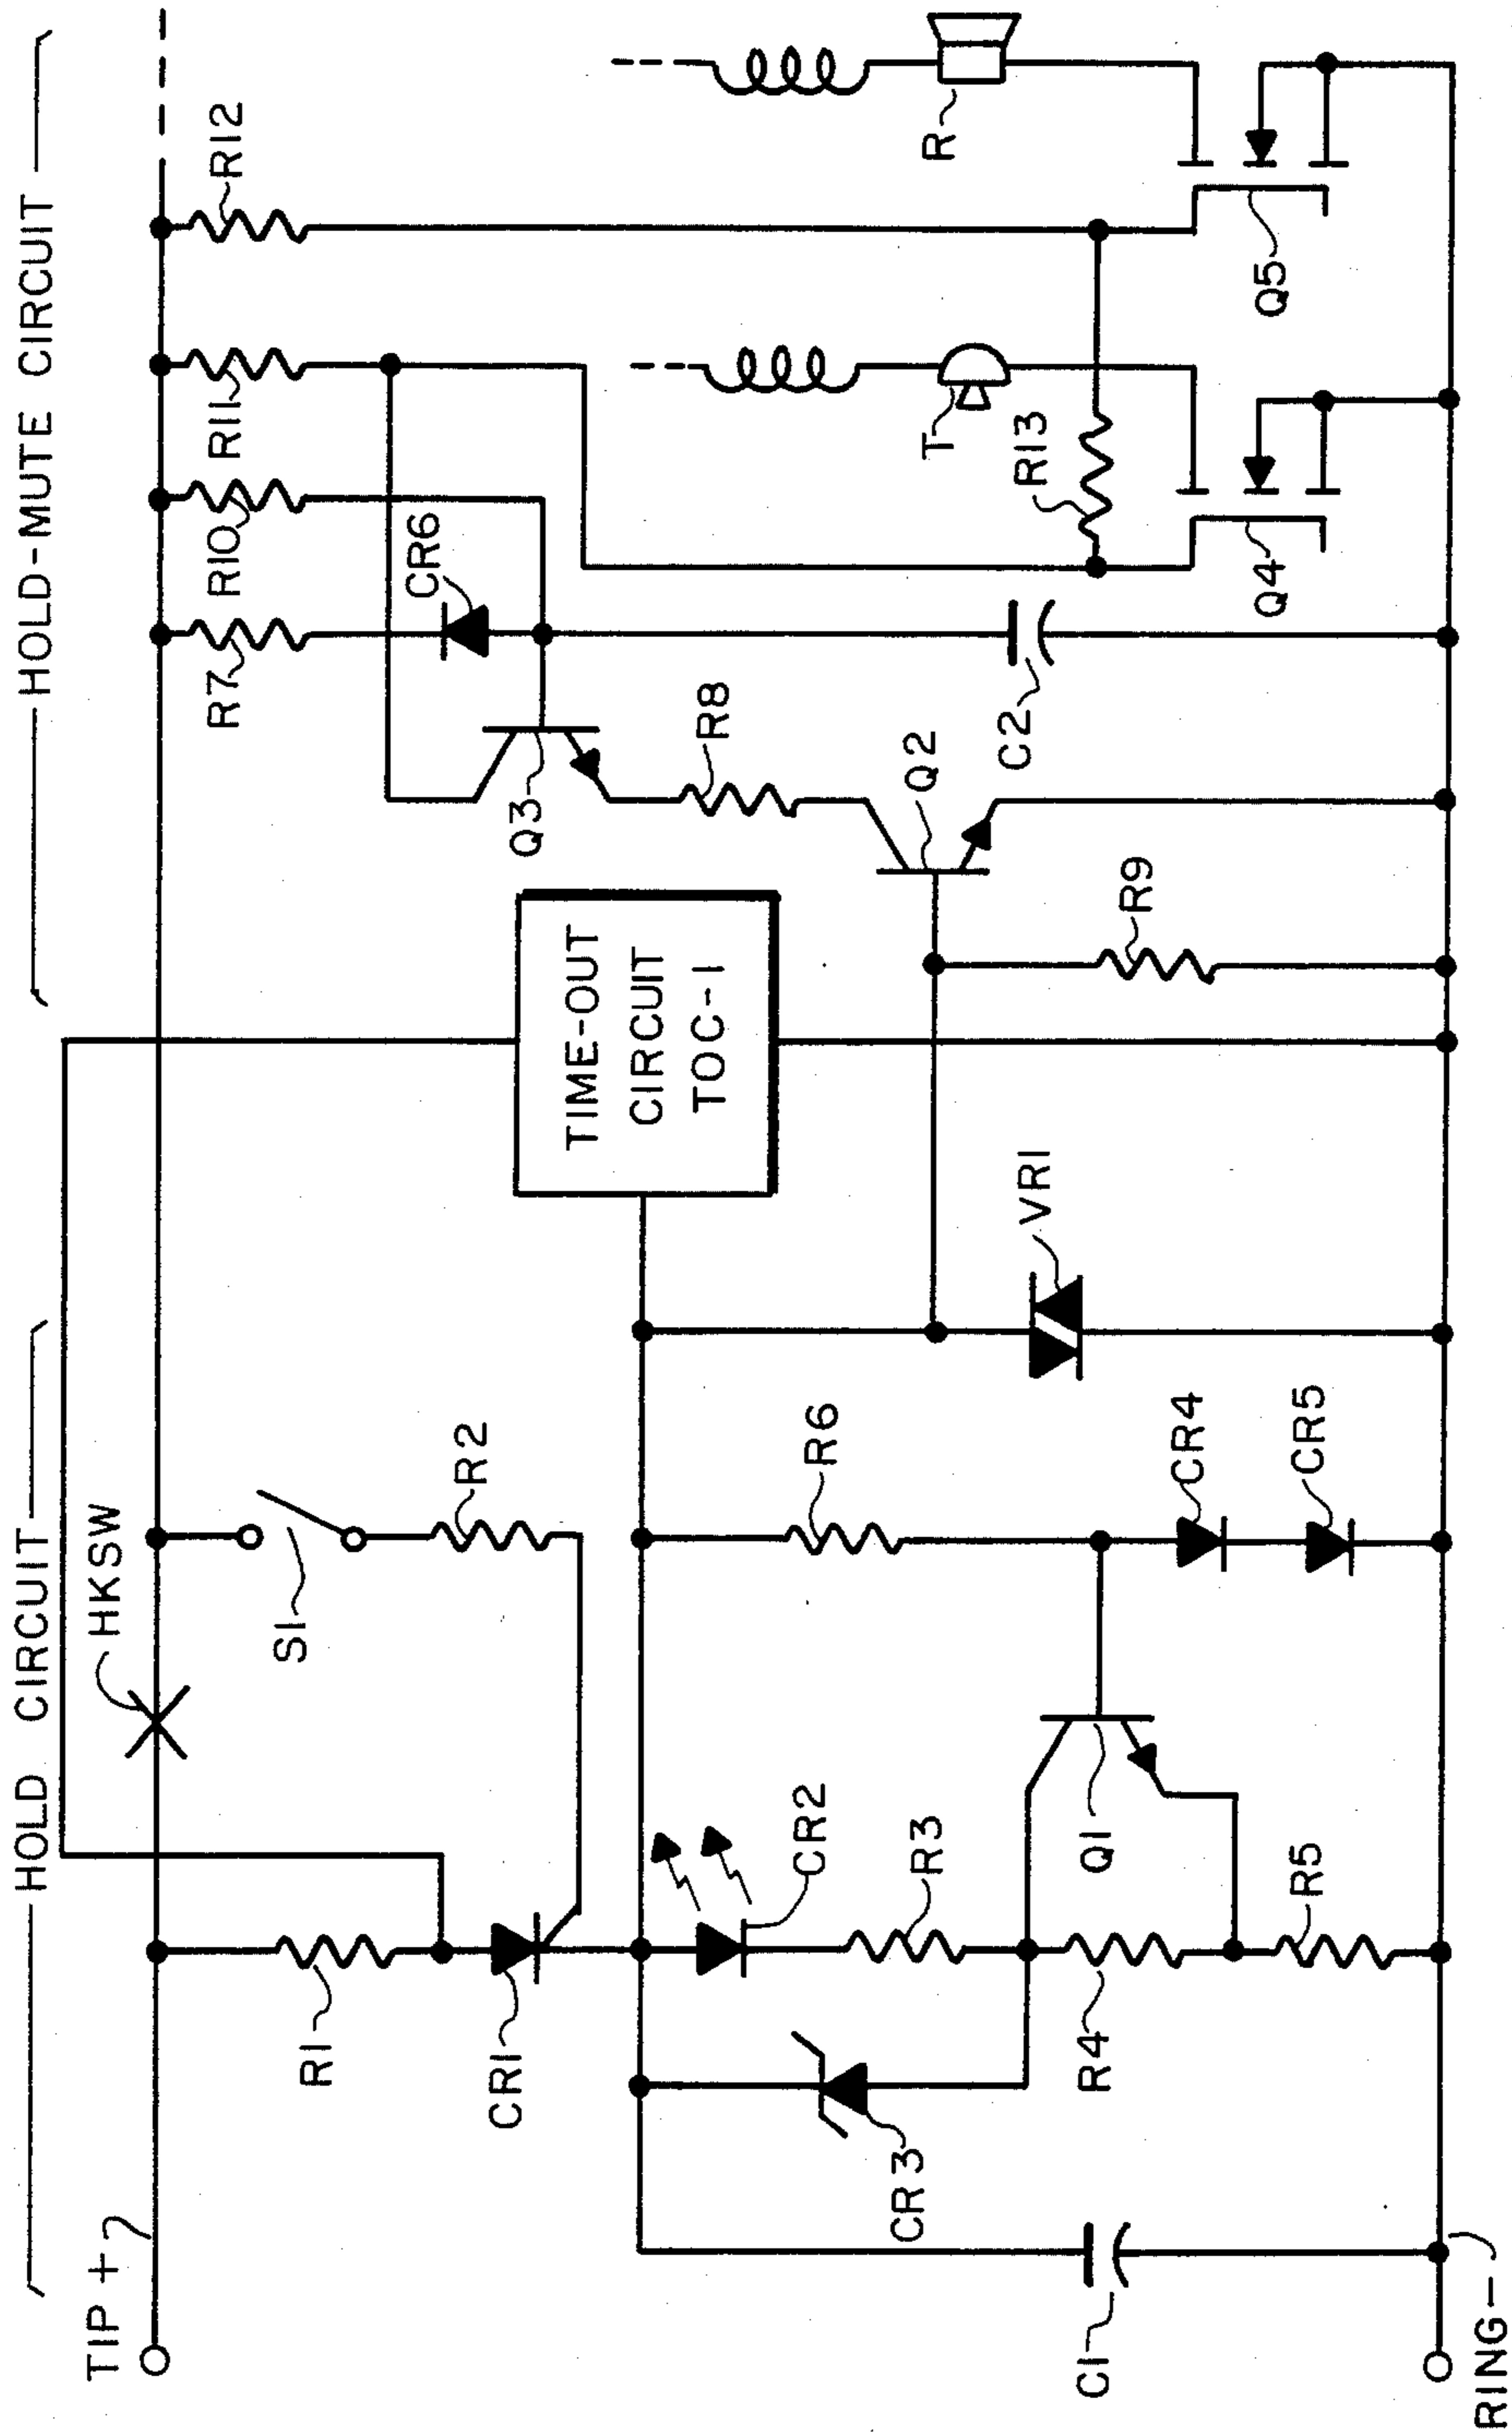 HOLD CIRCUIT
HOLD-MUTE CIRCUIT
TIP +
HKSW
R1
S1
R2
CR1
CR2
R3
CR3
R4
Q1
R5
C1
R6
CR4
CR5
VR1
TIME-OUT
CIRCUIT
TOC-1
R7
R10
R11
R12
CR6
Q3
R8
Q2
R9
C2
T
R13
R
Q4
Q5
RING-